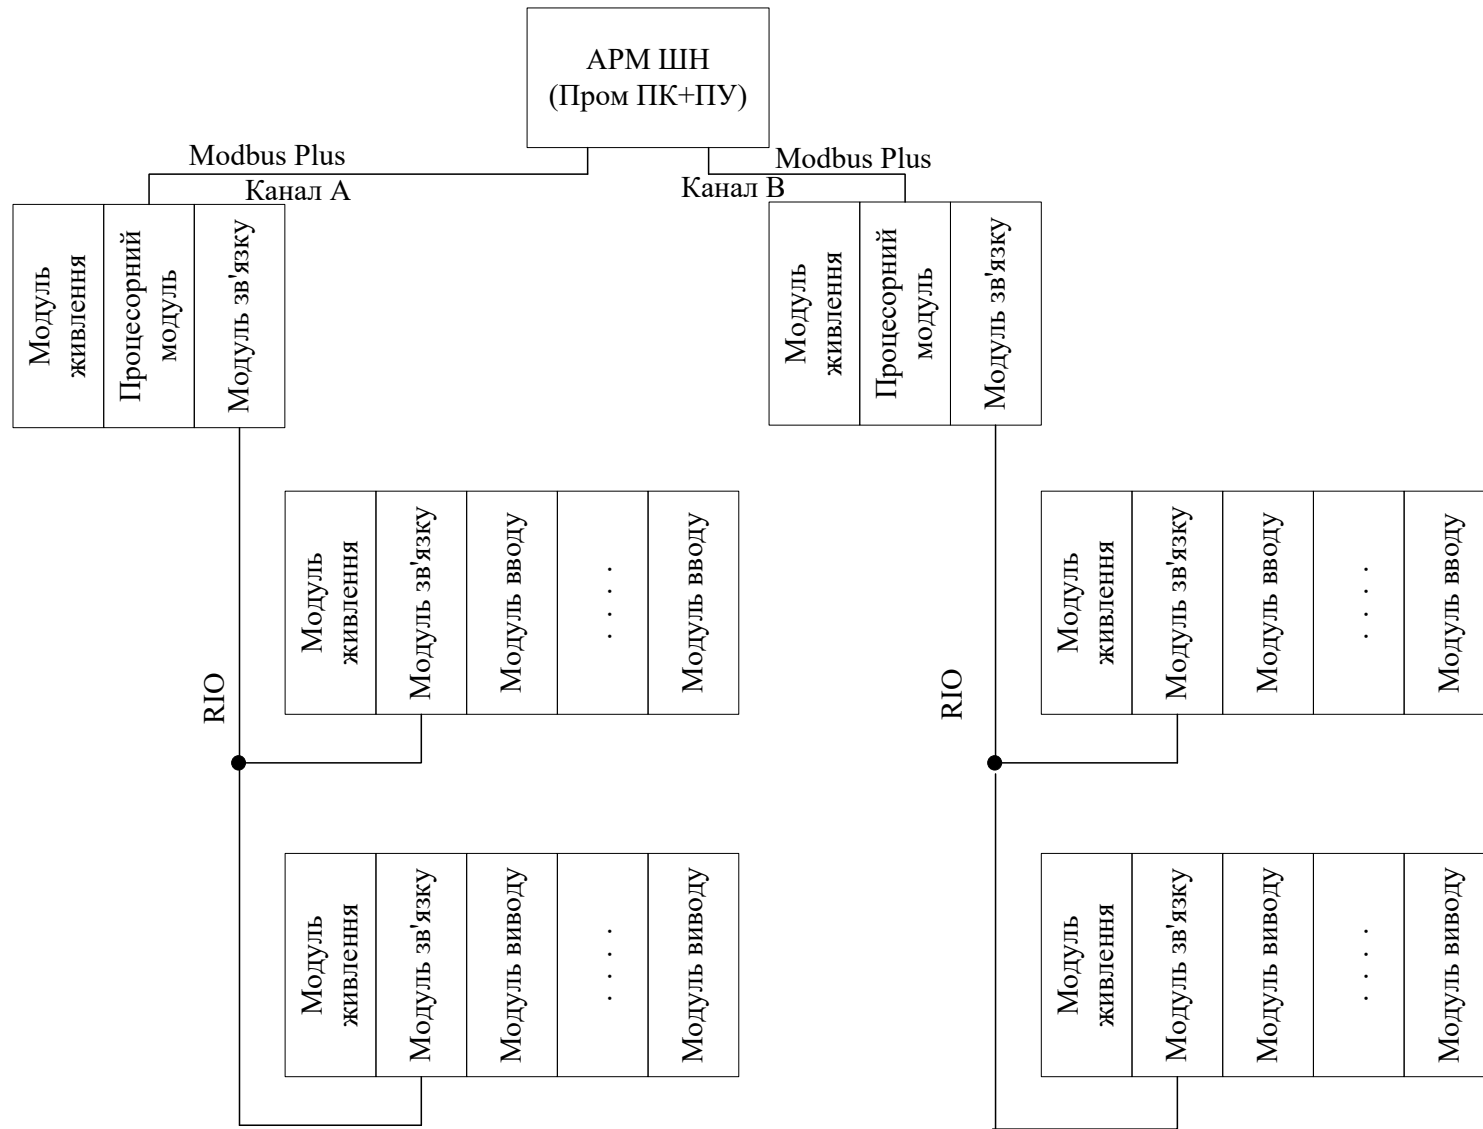 АРМ ШН
(Пром ПК+ПУ)
Modbus Plus
Канал А
Modbus Plus
Канал В
Модуль
живлення
Процесорний
модуль
Модуль зв'язку
Модуль
живлення
Процесорний
модуль
Модуль зв'язку
RIO
Модуль
живлення
Модуль зв'язку
Модуль вводу
. . . .
Модуль вводу
RIO
Модуль
живлення
Модуль зв'язку
Модуль вводу
. . . .
Модуль вводу
Модуль
живлення
Модуль зв'язку
Модуль виводу
. . . .
Модуль виводу
Модуль
живлення
Модуль зв'язку
Модуль виводу
. . . .
Модуль виводу